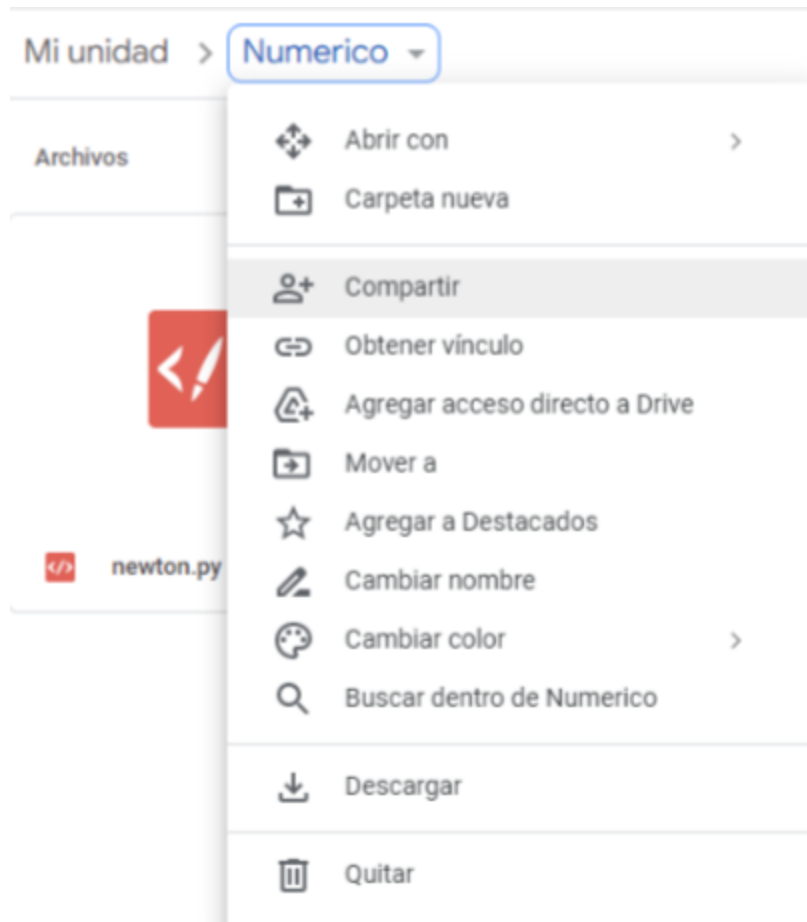 Mi unidad > Numerico
Archivos
Abrir con
Carpeta nueva
Compartir
Obtener vínculo
Agregar acceso directo a Drive
Mover a
Agregar a Destacados
newton.py
Cambiar nombre
Cambiar color
Buscar dentro de Numerico
Descargar
Quitar